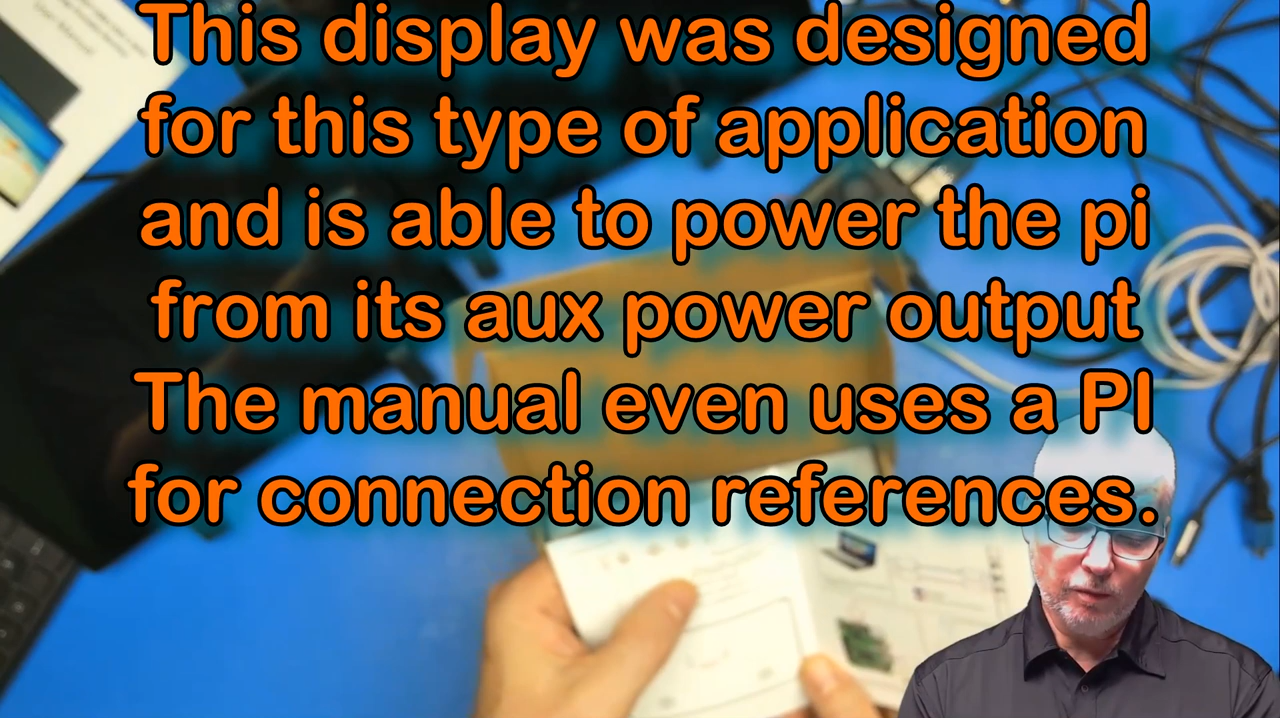 This display was designed
for this type of application
and is able to power the pi
from its aux power output
The manual even uses a PI
for connection references.